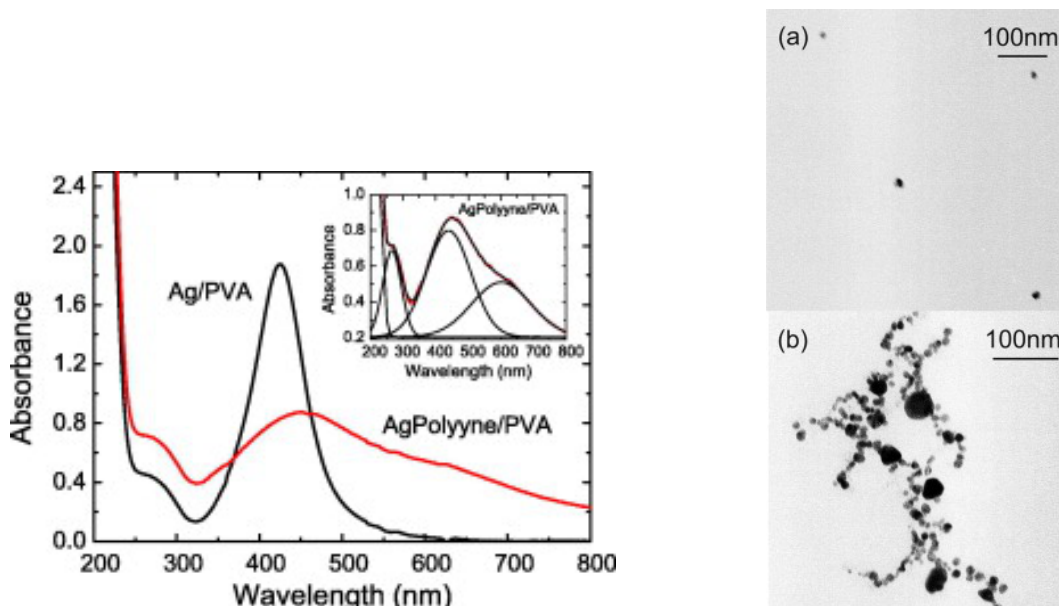 2.4
2.0
1.6
1.2
0.8
0.4
0.0
Absorbance
200 300 400 500 600 700 800
Wavelength (nm)
Ag/PVA
AgPolyyne/PVA
1.0
0.8
0.6
0.4
0.2
Absorbance
AgPolyyne/PVA
200 300 400 500 600 700 800
Wavelength (nm)
(a)
100nm
(b)
100nm